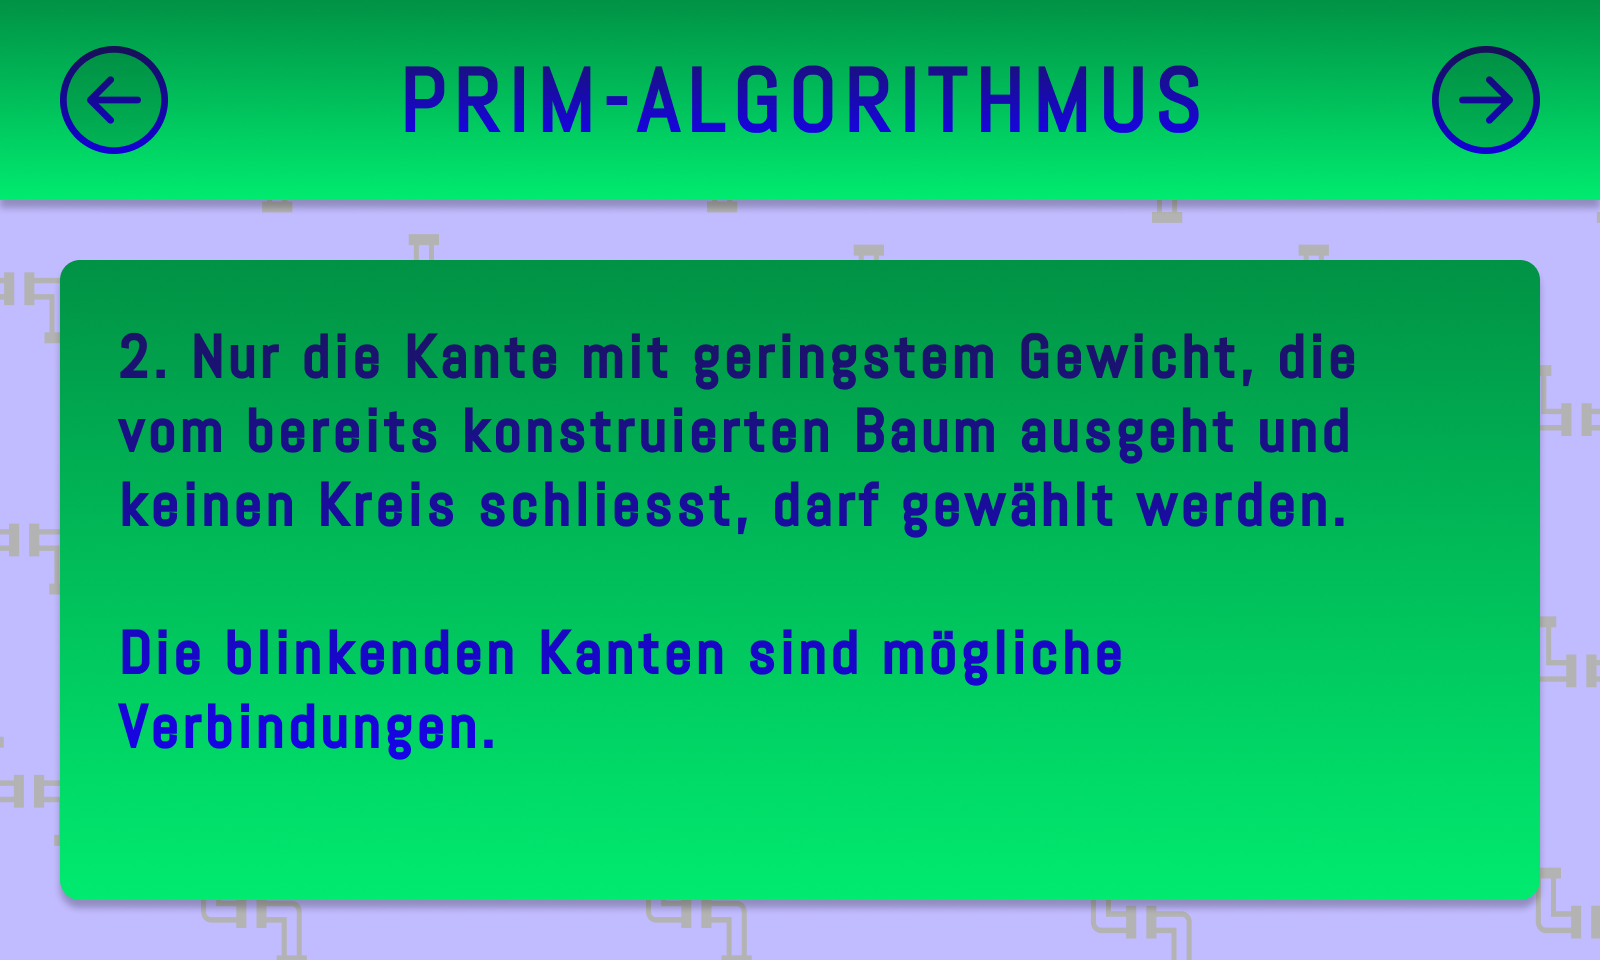 PRIM-ALGORITHMUS
2. Nur die Kante mit geringstem Gewicht, die
vom bereits konstruierten Baum ausgeht und
keinen Kreis schliesst, darf gewählt werden.
Die blinkenden Kanten sind mögliche
Verbindungen.